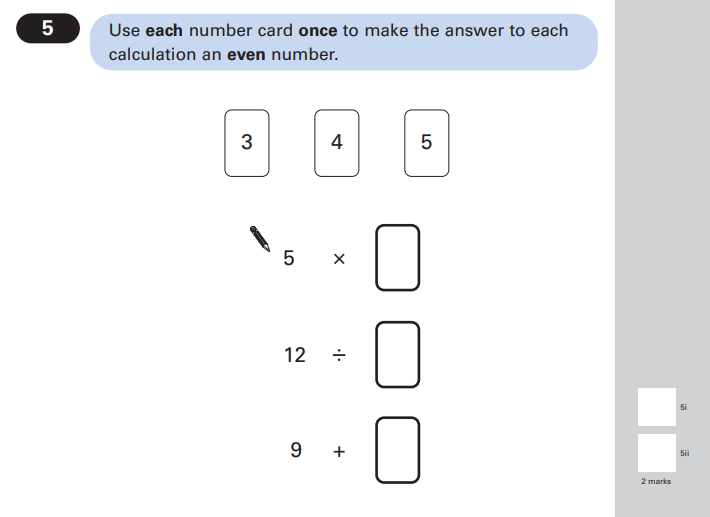 5
Use each number card once to make the answer to each
calculation an even number.
3 4 5
5 ×
12 ÷
9 +
5i
5ii
2 marks